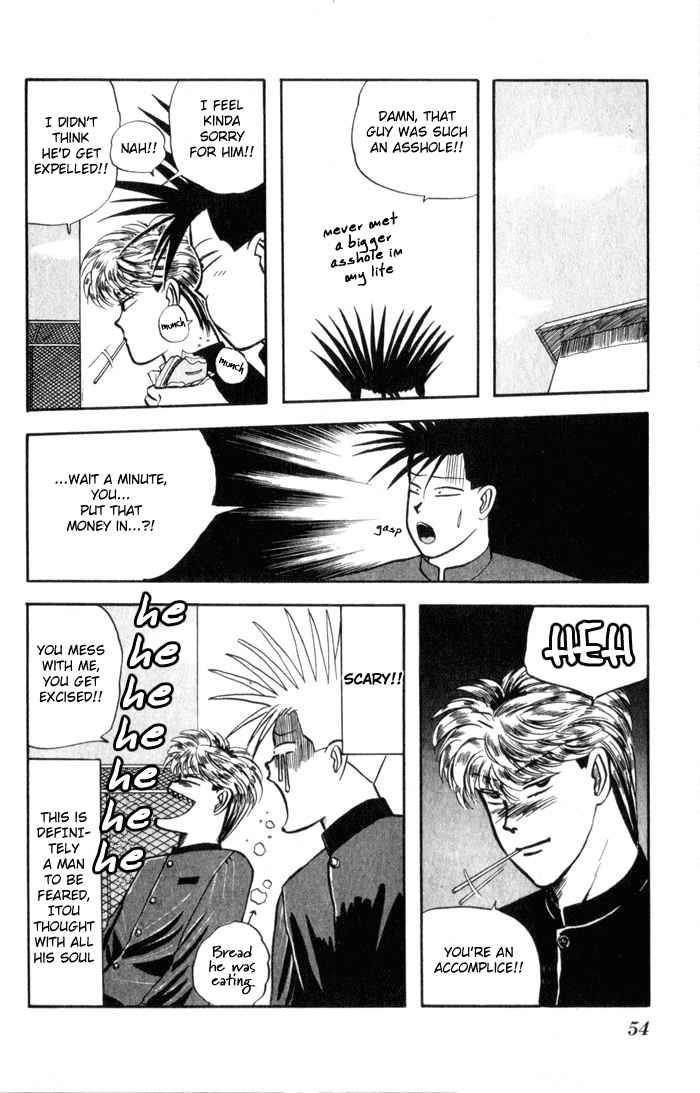 DAMN, THAT
GUY WAS SUCH
AN ASSHOLE!!
never met
a bigger
asshole in
my life
I FEEL
KINDA
SORRY
FOR HIM!!
NAH!!
I DIDN'T
THINK
HE'D GET
EXPELLED!!
munch
munch
...WAIT A MINUTE,
YOU...
PUT THAT
MONEY IN...?!
gasp
HEH
YOU'RE AN
ACCOMPLICE!!
SCARY!!
he
he
he
he
he
he
he
YOU MESS
WITH ME,
YOU GET
EXCISED!!
Bread
he was
eating
THIS IS
DEFINI-
TELY
A MAN
TO BE
FEARED,
ITOU
THOUGHT
WITH ALL
HIS SOUL
54